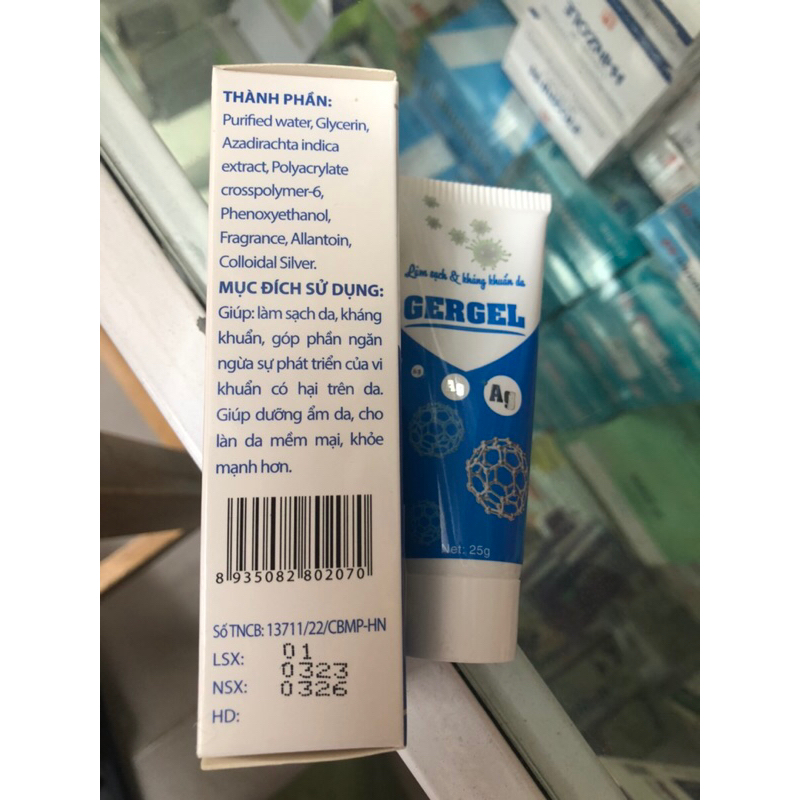 THÀNH PHẦN:
Purified water, Glycerin,
Azadirachta indica
extract, Polyacrylate
crosspolymer-6,
Phenoxyethanol,
Fragrance, Allantoin,
Colloidal Silver.
MỤC ĐÍCH SỬ DỤNG:
Giúp: làm sạch da, kháng
khuẩn, góp phần ngăn
ngừa sự phát triển của vi
khuẩn có hại trên da.
Giúp dưỡng ẩm da, cho
làn da mềm mại, khỏe
mạnh hơn.
8 935082 802070
Số TNCB: 13711/22/CBMP-HN
LSX: 01
NSX: 0323
HD: 0326
Làm sạch & kháng khuẩn da
GERGEL
Ag
Ag
Net: 25g